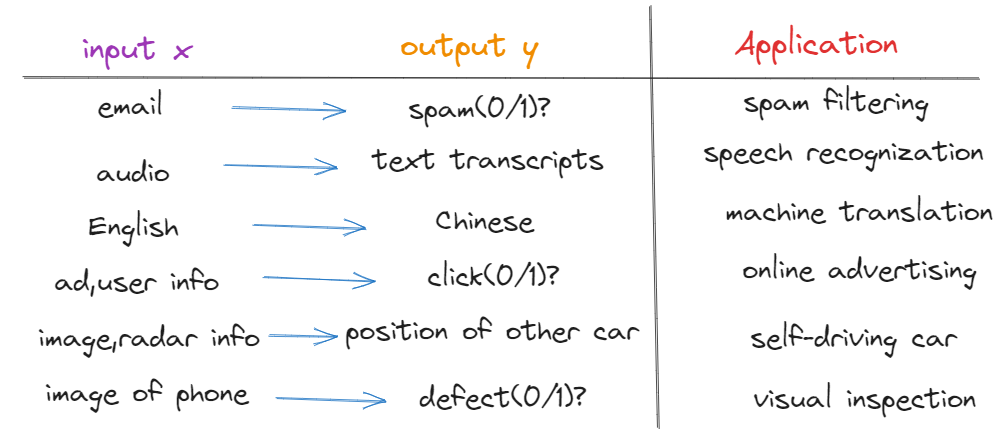 input x output y Application
email spam(0/1)? spam filtering
audio text transcripts speech recognization
English Chinese machine translation
ad,user info click(0/1)? online advertising
image,radar info position of other car self-driving car
image of phone defect(0/1)? visual inspection